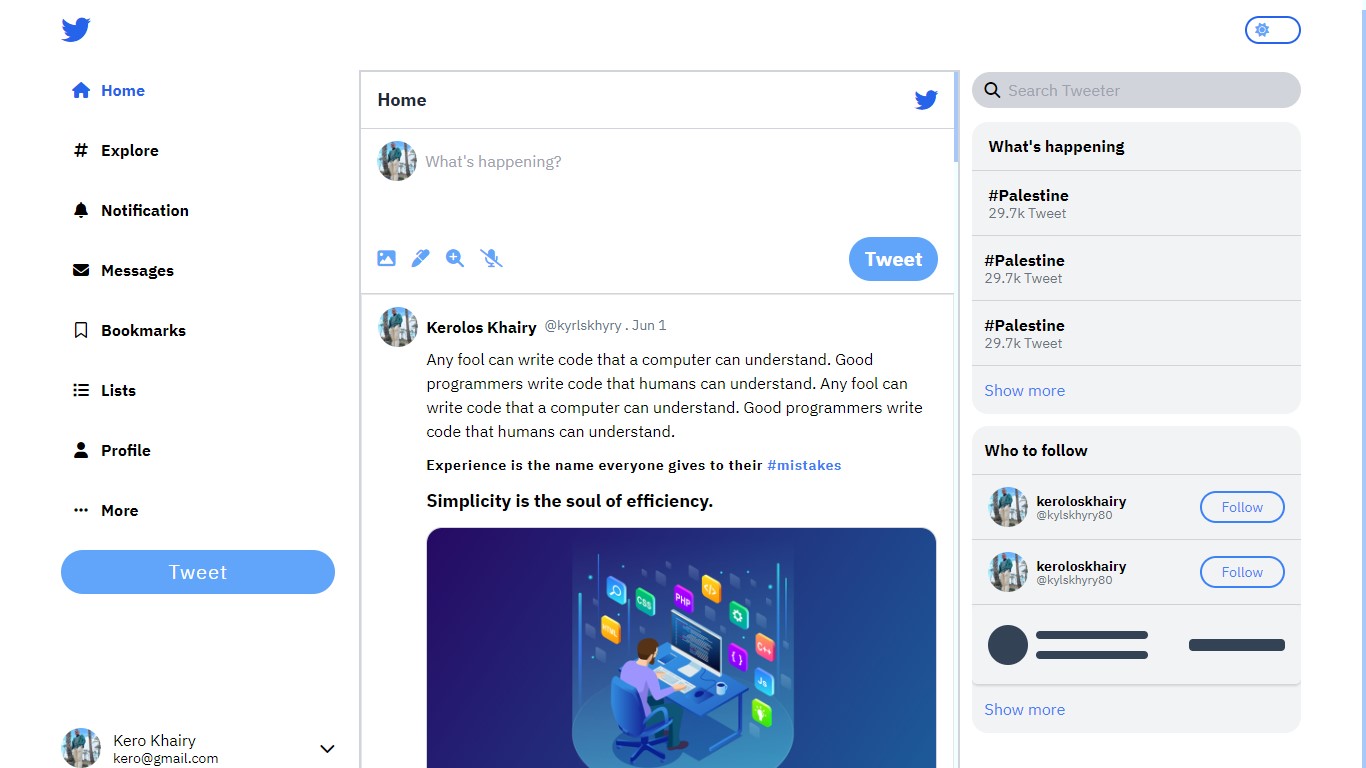 Home
Explore
Notification
Messages
Bookmarks
Lists
Profile
More
Tweet
Kero Khairy
kero@gmail.com
Home
What's happening?
Tweet
Kerolos Khairy @kyrlskhyry . Jun 1
Any fool can write code that a computer can understand. Good
programmers write code that humans can understand. Any fool can
write code that a computer can understand. Good programmers write
code that humans can understand.
Experience is the name everyone gives to their #mistakes
Simplicity is the soul of efficiency.
CSS
PHP
</>
HTML
C++
{ }
Js
Search Tweeter
What's happening
#Palestine
29.7k Tweet
#Palestine
29.7k Tweet
#Palestine
29.7k Tweet
Show more
Who to follow
keroloskhairy
@kylskhyry80
Follow
keroloskhairy
@kylskhyry80
Follow
Show more